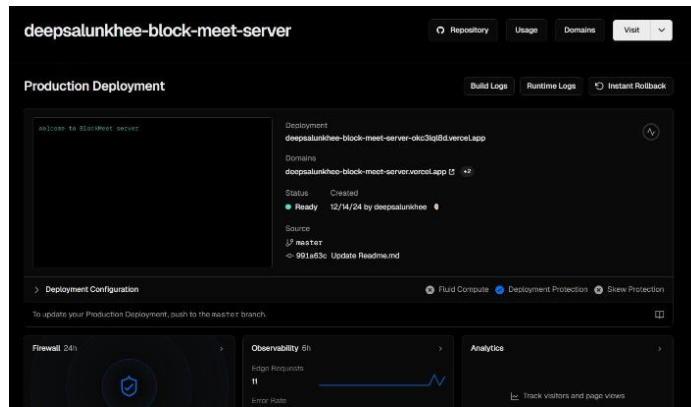 deepsalunkhee-block-meet-server
Repository
Usage
Domains
Visit
Production Deployment
Build Logs
Runtime Logs
Instant Rollback
Welcome to BlockMeet server
Deployment
deepsalunkhee-block-meet-server-okc3lql8d.vercel.app
Domains
deepsalunkhee-block-meet-server.vercel.app
+2
Status Created
Ready 12/14/24 by deepsalunkhee
Source
master
991a63c Update Readme.md
Deployment Configuration
Fluid Compute
Deployment Protection
Skew Protection
To update your Production Deployment, push to the master branch.
Firewall 24h
Observability 6h
Edge Requests
11
Error Rate
Analytics
Track visitors and page views